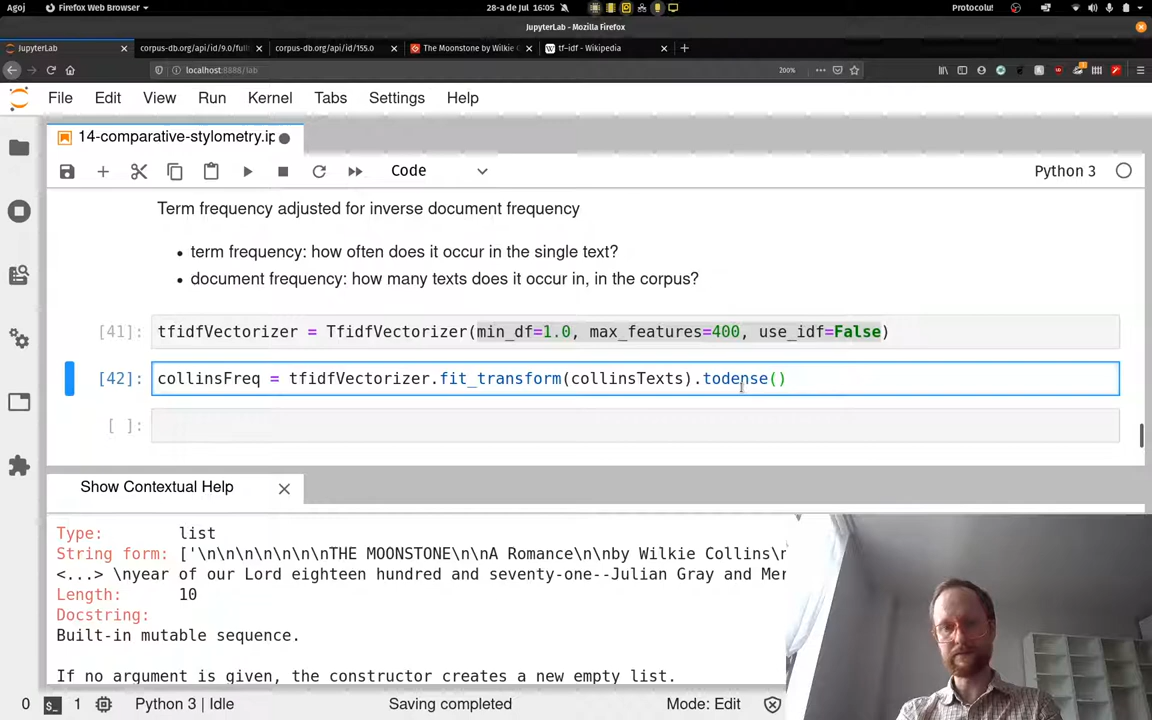 Agoj
Firefox Web Browser
28-a de Jul 16:05
Protocolu!
JupyterLab - Mozilla Firefox
JupyterLab
corpus-db.org/api/id/9.0/full
corpus-db.org/api/id/155.0
The Moonstone by Wilkie C
tf–idf - Wikipedia
localhost:8888/lab
200%
File Edit View Run Kernel Tabs Settings Help
14-comparative-stylometry.ip
Code
Python 3
Term frequency adjusted for inverse document frequency
• term frequency: how often does it occur in the single text?
• document frequency: how many texts does it occur in, in the corpus?
[41]: tfidfVectorizer = TfidfVectorizer(min_df=1.0, max_features=400, use_idf=False)
[42]: collinsFreq = tfidfVectorizer.fit_transform(collinsTexts).todense()
[ ]:
Show Contextual Help
Type: list
String form: ['\n\n\n\n\n\n\nTHE MOONSTONE\n\nA Romance\n\nby Wilkie Collins\n
<...> \nyear of our Lord eighteen hundred and seventy-one--Julian Gray and Mer
Length: 10
Docstring:
Built-in mutable sequence.
If no argument is given, the constructor creates a new empty list.
0 1 Python 3 | Idle Saving completed Mode: Edit